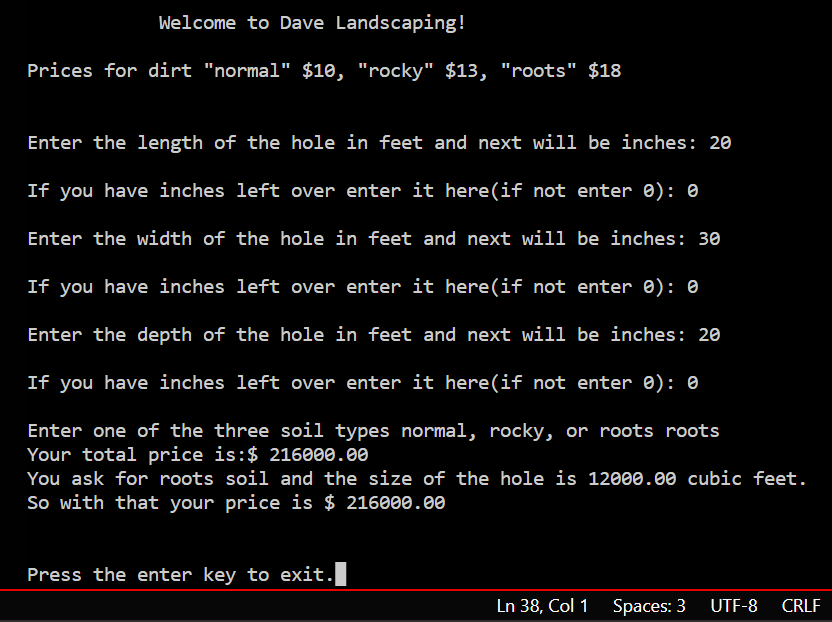 Welcome to Dave Landscaping!
Prices for dirt "normal" $10, "rocky" $13, "roots" $18
Enter the length of the hole in feet and next will be inches: 20
If you have inches left over enter it here(if not enter 0): 0
Enter the width of the hole in feet and next will be inches: 30
If you have inches left over enter it here(if not enter 0): 0
Enter the depth of the hole in feet and next will be inches: 20
If you have inches left over enter it here(if not enter 0): 0
Enter one of the three soil types normal, rocky, or roots roots
Your total price is:$ 216000.00
You ask for roots soil and the size of the hole is 12000.00 cubic feet.
So with that your price is $ 216000.00
Press the enter key to exit.
Ln 38, Col 1 Spaces: 3 UTF-8 CRLF